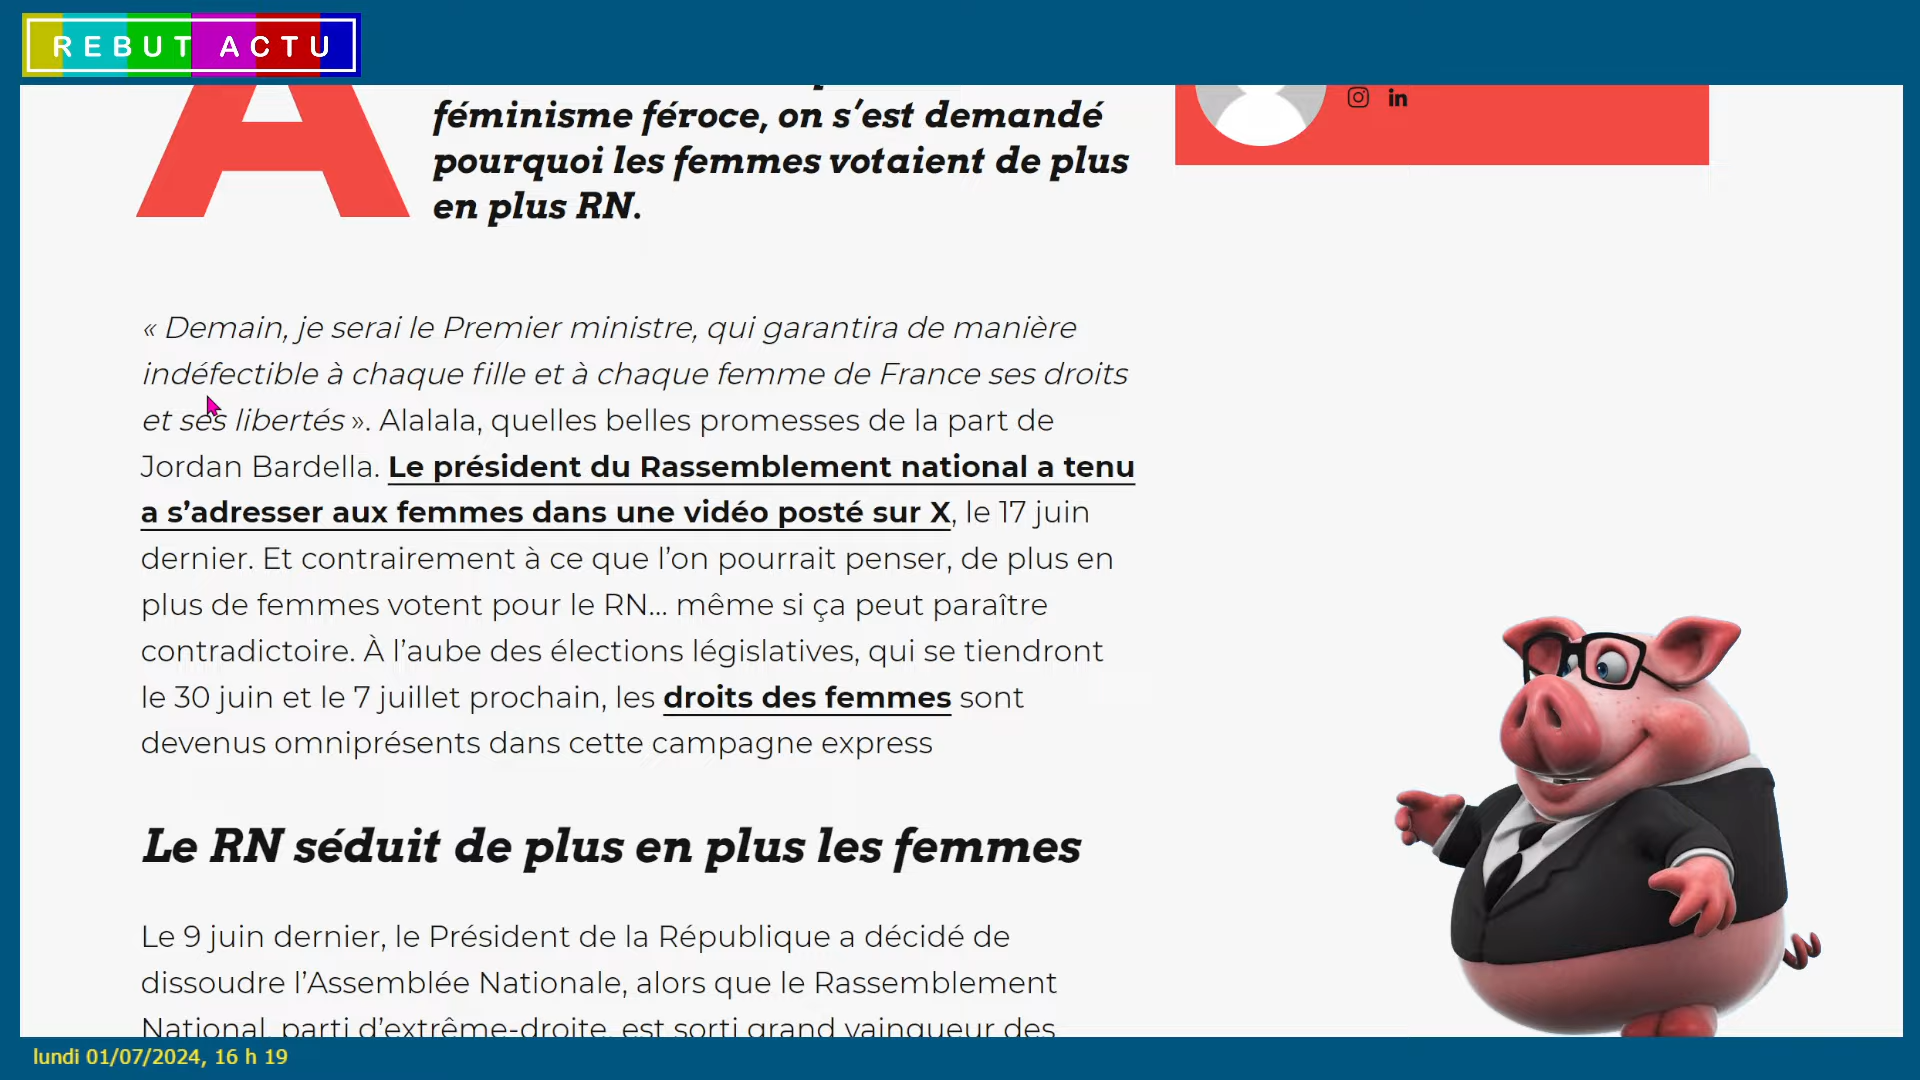 REBUT ACTU
A
féminisme féroce, on s’est demandé
pourquoi les femmes votaient de plus
en plus RN.
in
« Demain, je serai le Premier ministre, qui garantira de manière
indéfectible à chaque fille et à chaque femme de France ses droits
et ses libertés ». Alalala, quelles belles promesses de la part de
Jordan Bardella. Le président du Rassemblement national a tenu
a s’adresser aux femmes dans une vidéo posté sur X, le 17 juin
dernier. Et contrairement à ce que l’on pourrait penser, de plus en
plus de femmes votent pour le RN… même si ça peut paraître
contradictoire. À l’aube des élections législatives, qui se tiendront
le 30 juin et le 7 juillet prochain, les droits des femmes sont
devenus omniprésents dans cette campagne express
Le RN séduit de plus en plus les femmes
Le 9 juin dernier, le Président de la République a décidé de
dissoudre l’Assemblée Nationale, alors que le Rassemblement
National, parti d’extrême-droite, est sorti grand vainqueur des
lundi 01/07/2024, 16 h 19